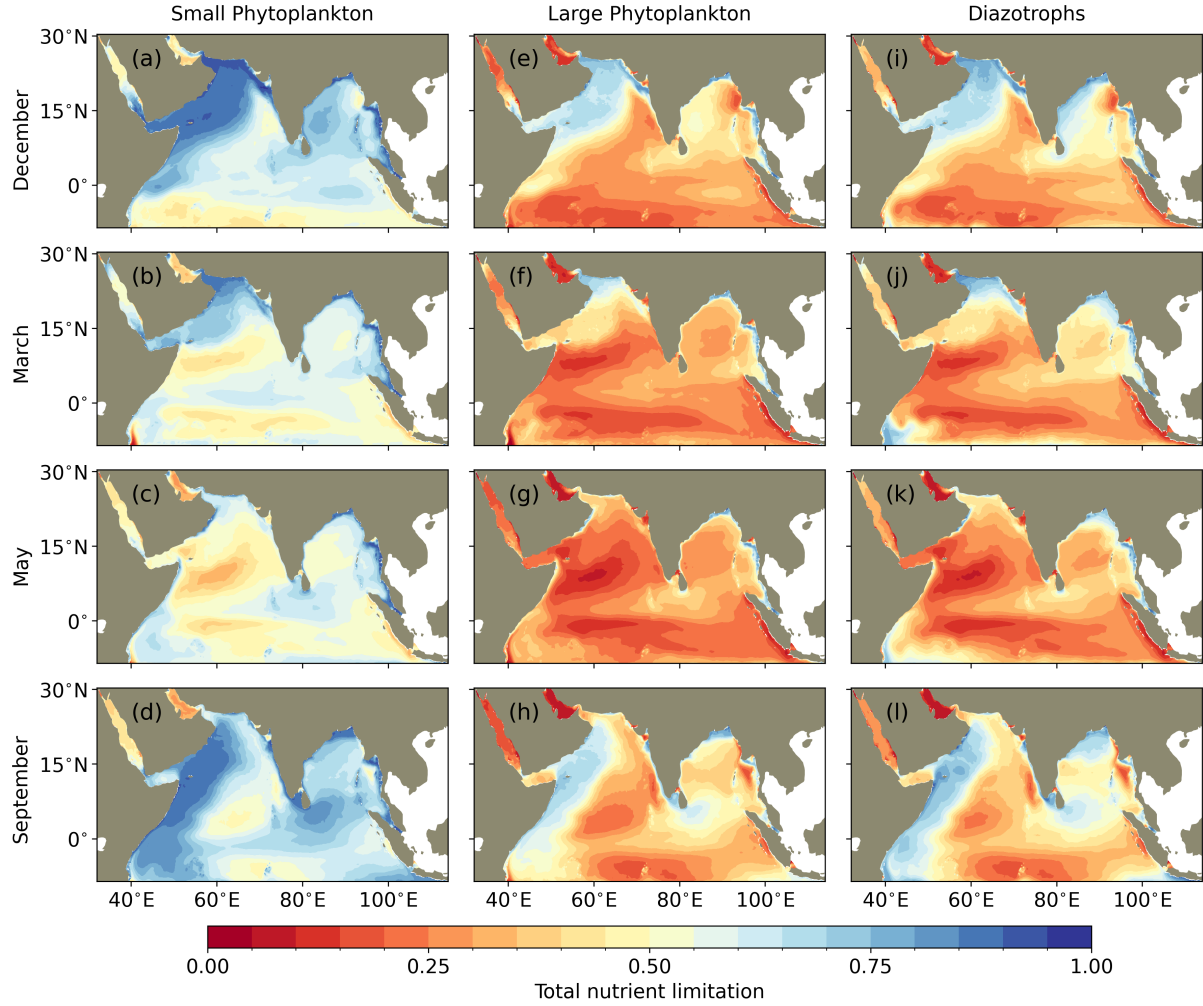 Small Phytoplankton Large Phytoplankton Diazotrophs
30°N (a) (e) (i)
15°N
December
0°
30°N (b) (f) (j)
15°N
March
0°
30°N (c) (g) (k)
15°N
May
0°
30°N (d) (h) (l)
15°N
September
0°
40°E 60°E 80°E 100°E 40°E 60°E 80°E 100°E 40°E 60°E 80°E 100°E
0.00 0.25 0.50 0.75 1.00
Total nutrient limitation